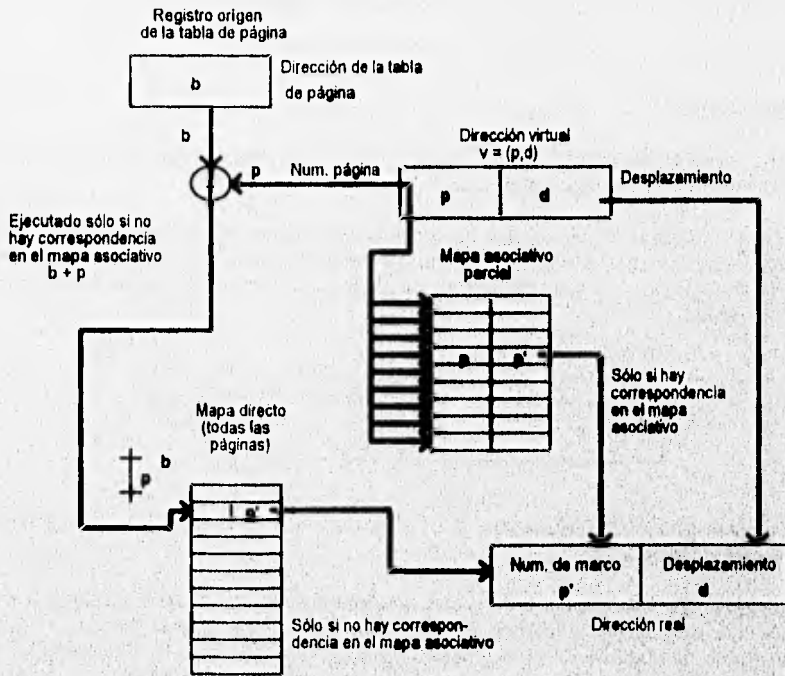 Registro origen
de la tabla de página
b
Dirección de la tabla
de página
b
p
Num. página
Dirección virtual
v = (p,d)
p
d
Desplazamiento
Ejecutado sólo si no
hay correspondencia
en el mapa asociativo
b + p
Mapa asociativo
parcial
p
p'
Sólo si hay
correspondencia
en el mapa
asociativo
Mapa directo
(todas las
páginas)
b
p
p'
Num. de marco
p'
Desplazamiento
d
Sólo si no hay correspon-
dencia en el mapa asociativo
Dirección real